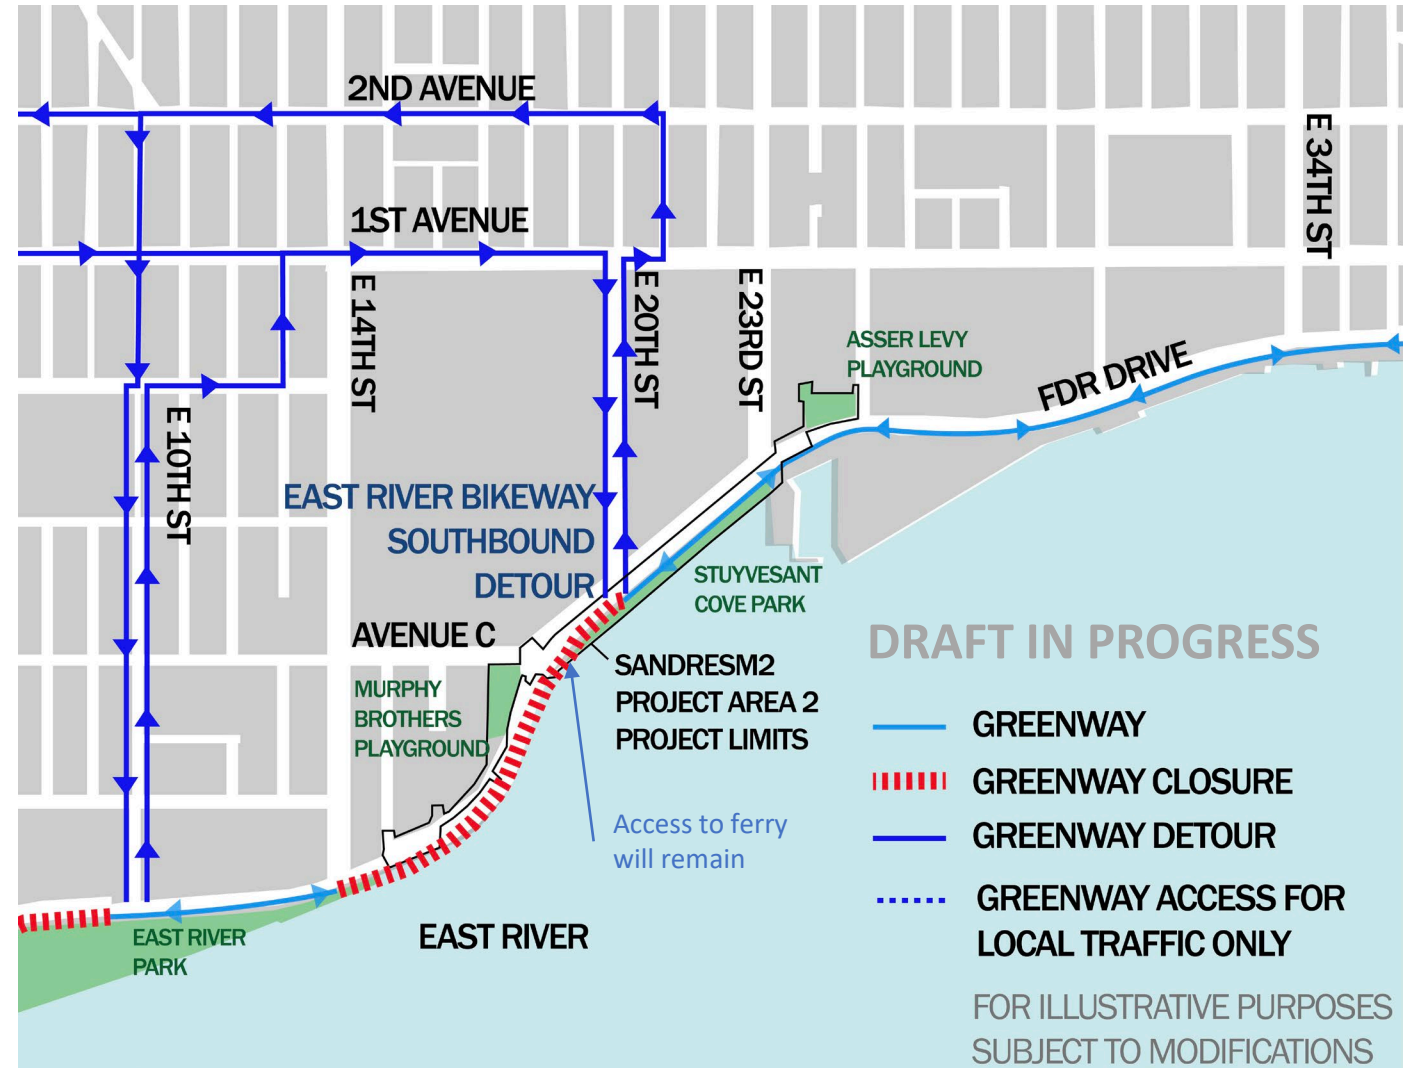 2ND AVENUE
1ST AVENUE
E 34TH ST
E 14TH ST
E 20TH ST
E 23RD ST
ASSER LEVY
PLAYGROUND
FDR DRIVE
E 10TH ST
EAST RIVER BIKEWAY
SOUTHBOUND
DETOUR
STUYVESANT
COVE PARK
AVENUE C
SANDRESM2
PROJECT AREA 2
PROJECT LIMITS
MURPHY
BROTHERS
PLAYGROUND
Access to ferry
will remain
EAST RIVER
PARK
EAST RIVER
DRAFT IN PROGRESS
GREENWAY
GREENWAY CLOSURE
GREENWAY DETOUR
GREENWAY ACCESS FOR
LOCAL TRAFFIC ONLY
FOR ILLUSTRATIVE PURPOSES
SUBJECT TO MODIFICATIONS